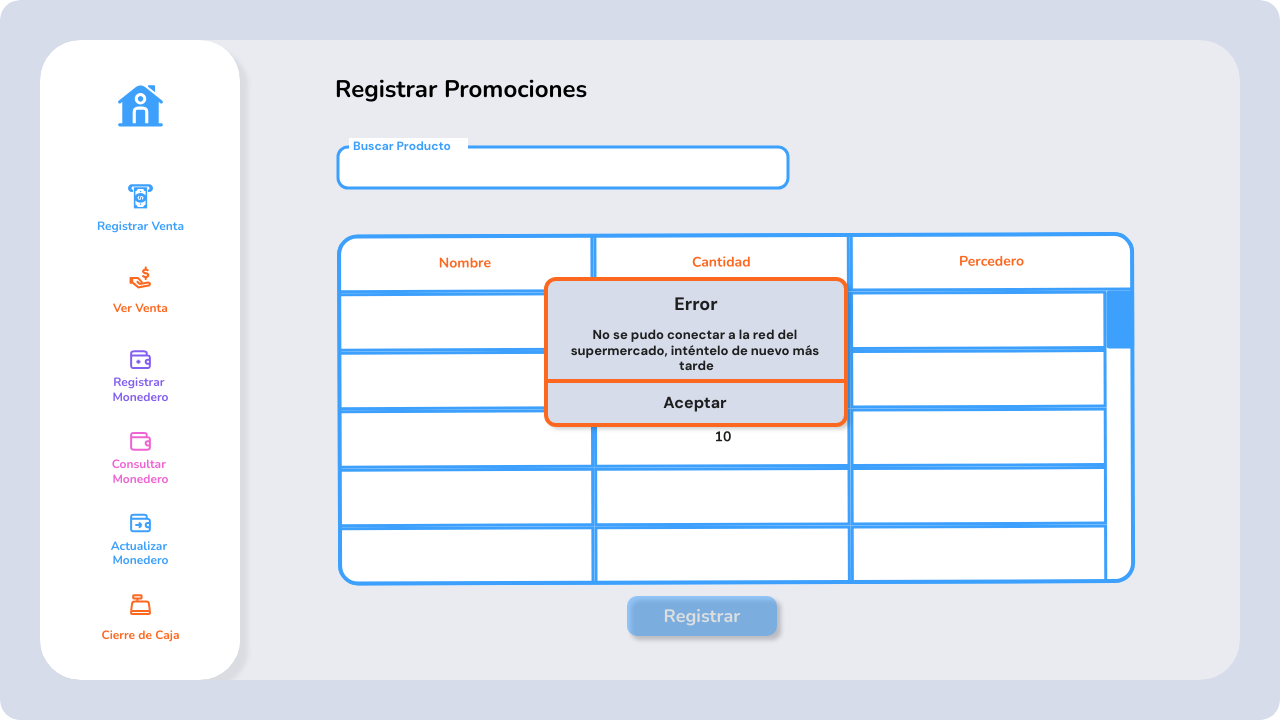 Registrar Promociones
Buscar Producto
Registrar Venta
Ver Venta
Registrar
Monedero
Consultar
Monedero
Actualizar
Monedero
Cierre de Caja
Nombre
Cantidad
Percedero
Error
No se pudo conectar a la red del
supermercado, inténtelo de nuevo más
tarde
Aceptar
10
Registrar